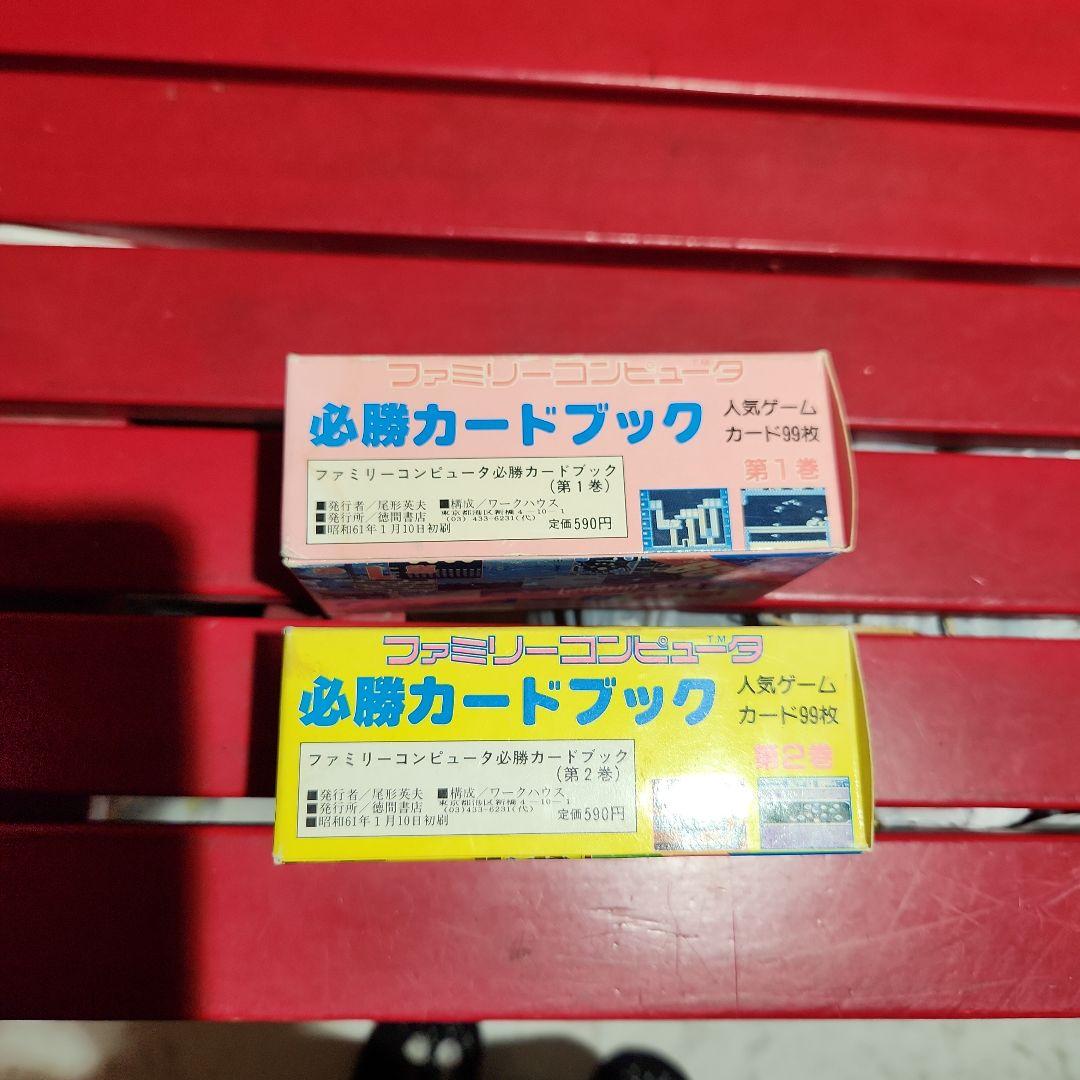 ファミリーコンピュータ™
必勝カードブック
人気ゲーム
カード99枚
第1巻
ファミリーコンピュータ必勝カードブック
(第1巻)
■発行者/尾形英夫 ■構成/ワークハウス
■発行所/徳間書店 東京都港区新橋4-10-1
(03)433-6231(代)
■昭和61年1月10日初刷
定価590円
ファミリーコンピュータ™
必勝カードブック
人気ゲーム
カード99枚
第2巻
ファミリーコンピュータ必勝カードブック
(第2巻)
■発行者/尾形英夫 ■構成/ワークハウス
■発行所/徳間書店 東京都港区新橋4-10-1
(03)433-6231(代)
■昭和61年1月10日初刷
定価590円